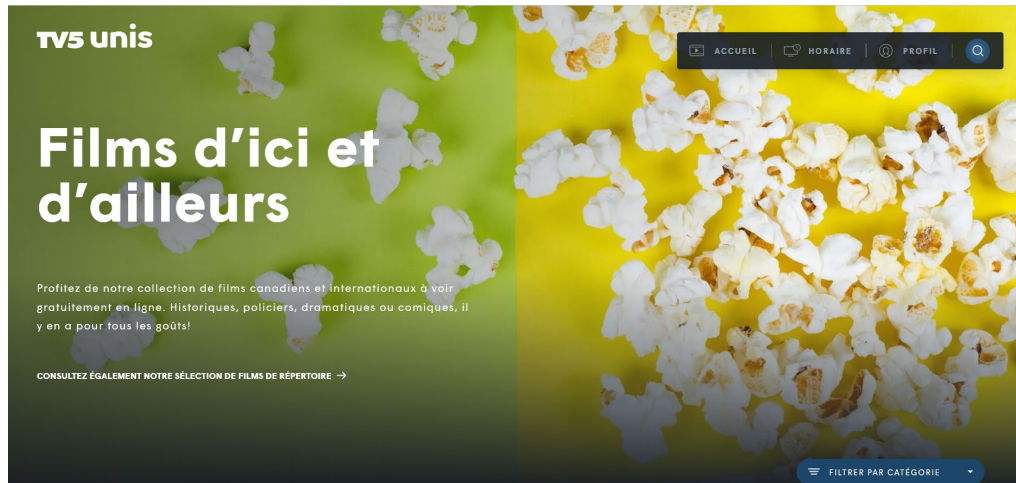 TV5 unis
ACCUEIL
HORAIRE
PROFIL
Films d’ici et
d’ailleurs
Profitez de notre collection de films canadiens et internationaux à voir
gratuitement en ligne. Historiques, policiers, dramatiques ou comiques, il
y en a pour tous les goûts!
CONSULTEZ ÉGALEMENT NOTRE SÉLECTION DE FILMS DE RÉPERTOIRE →
FILTRER PAR CATÉGORIE